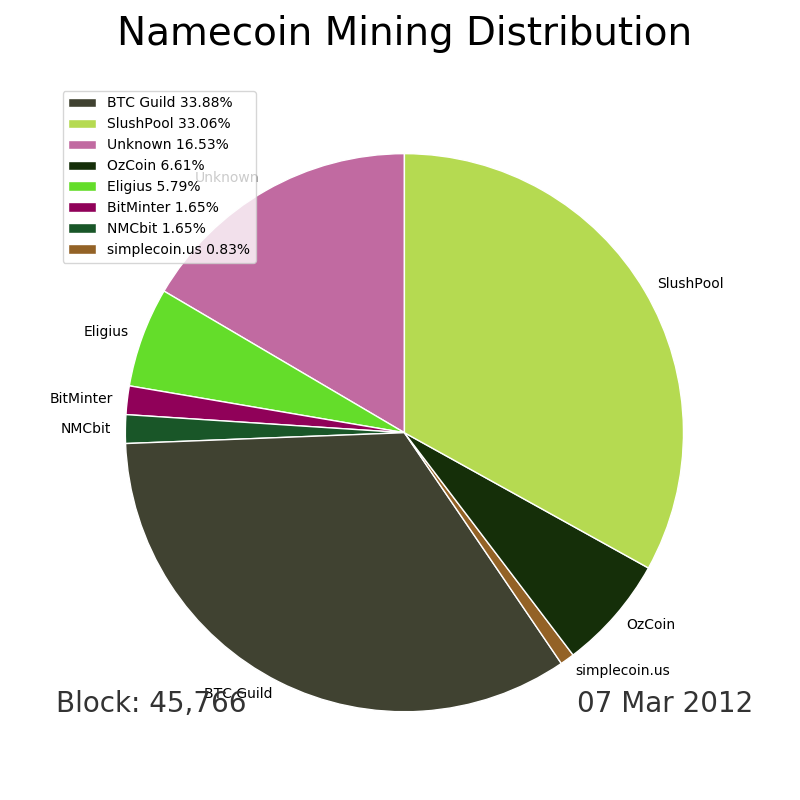 Namecoin Mining Distribution
BTC Guild 33.88%
SlushPool 33.06%
Unknown 16.53%
OzCoin 6.61%
Eligius 5.79%
BitMinter 1.65%
NMCbit 1.65%
simplecoin.us 0.83%
Unknown
SlushPool
Eligius
BitMinter
NMCbit
OzCoin
simplecoin.us
BTC Guild
Block: 45,766
07 Mar 2012